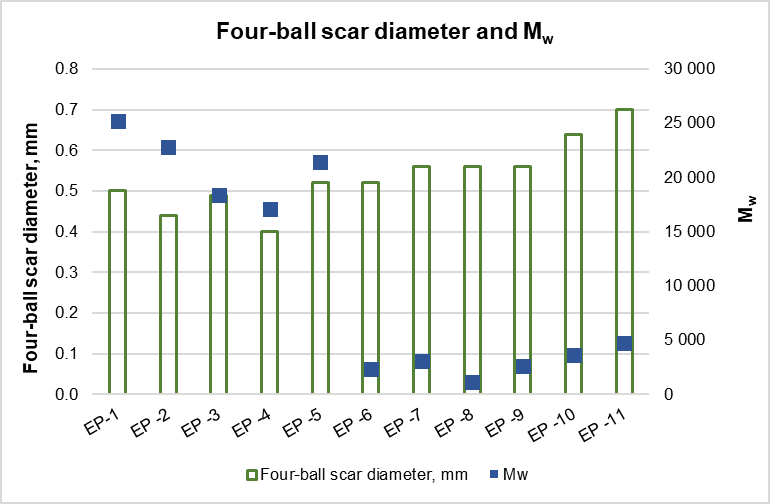 Four-ball scar diameter and Mw
0.8
0.7
0.6
0.5
0.4
0.3
0.2
0.1
0.0
Four-ball scar diameter, mm
30 000
25 000
20 000
15 000
10 000
5 000
0
Mw
EP-1
EP -2
EP -3
EP -4
EP -5
EP -6
EP -7
EP -8
EP -9
EP -10
EP -11
Four-ball scar diameter, mm
Mw